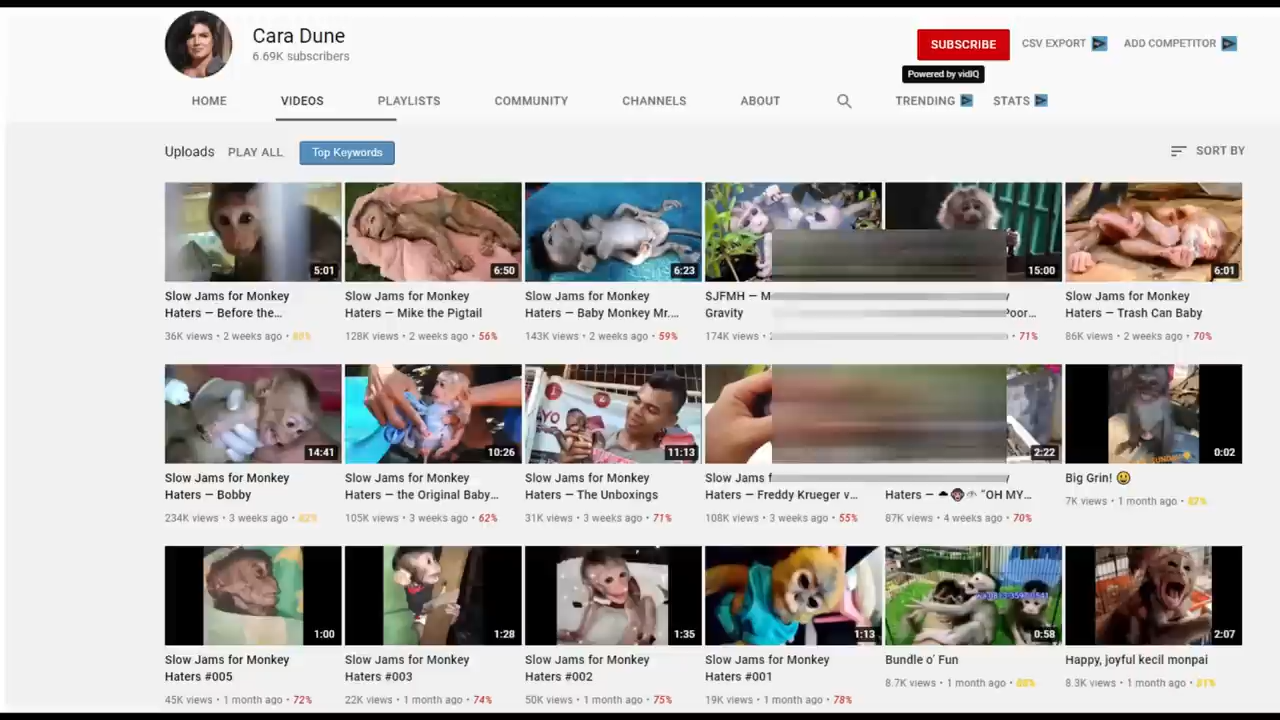 Cara Dune
6.69K subscribers
SUBSCRIBE
CSV EXPORT
ADD COMPETITOR
Powered by vidIQ
HOME
VIDEOS
PLAYLISTS
COMMUNITY
CHANNELS
ABOUT
TRENDING
STATS
Uploads
PLAY ALL
Top Keywords
SORT BY
5:01
6:50
6:23
15:00
6:01
Slow Jams for Monkey
Haters – Before the...
36K views • 2 weeks ago •
Slow Jams for Monkey
Haters – Mike the Pigtail
128K views • 2 weeks ago • 56%
Slow Jams for Monkey
Haters – Baby Monkey Mr....
143K views • 2 weeks ago • 59%
SJFMH –
Gravity
174K views •
• 71%
Slow Jams for Monkey
Haters – Trash Can Baby
86K views • 2 weeks ago • 70%
14:41
10:26
11:13
2:22
0:02
Slow Jams for Monkey
Haters – Bobby
234K views • 3 weeks ago • 82%
Slow Jams for Monkey
Haters – the Original Baby...
105K views • 3 weeks ago • 62%
Slow Jams for Monkey
Haters – The Unboxings
31K views • 3 weeks ago • 71%
Slow Jams
Haters – Freddy Krueger v...
108K views • 3 weeks ago • 55%
Haters – ☁️🐵👁 “OH MY...
87K views • 4 weeks ago • 70%
Big Grin! 😀
7K views • 1 month ago •
1:00
1:28
1:35
1:13
0:58
2:07
Slow Jams for Monkey
Haters #005
45K views • 1 month ago • 72%
Slow Jams for Monkey
Haters #003
22K views • 1 month ago • 74%
Slow Jams for Monkey
Haters #002
50K views • 1 month ago • 75%
Slow Jams for Monkey
Haters #001
19K views • 1 month ago • 78%
Bundle o’ Fun
8.7K views • 1 month ago •
Happy, joyful kecil monpai
8.3K views • 1 month ago • 81%